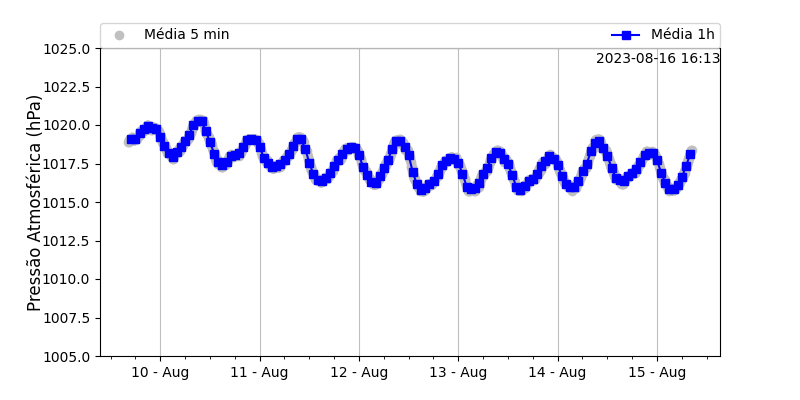 Média 5 min
Média 1h
2023-08-16 16:13
Pressão Atmosférica (hPa)
1025.0
1022.5
1020.0
1017.5
1015.0
1012.5
1010.0
1007.5
1005.0
10 - Aug
11 - Aug
12 - Aug
13 - Aug
14 - Aug
15 - Aug